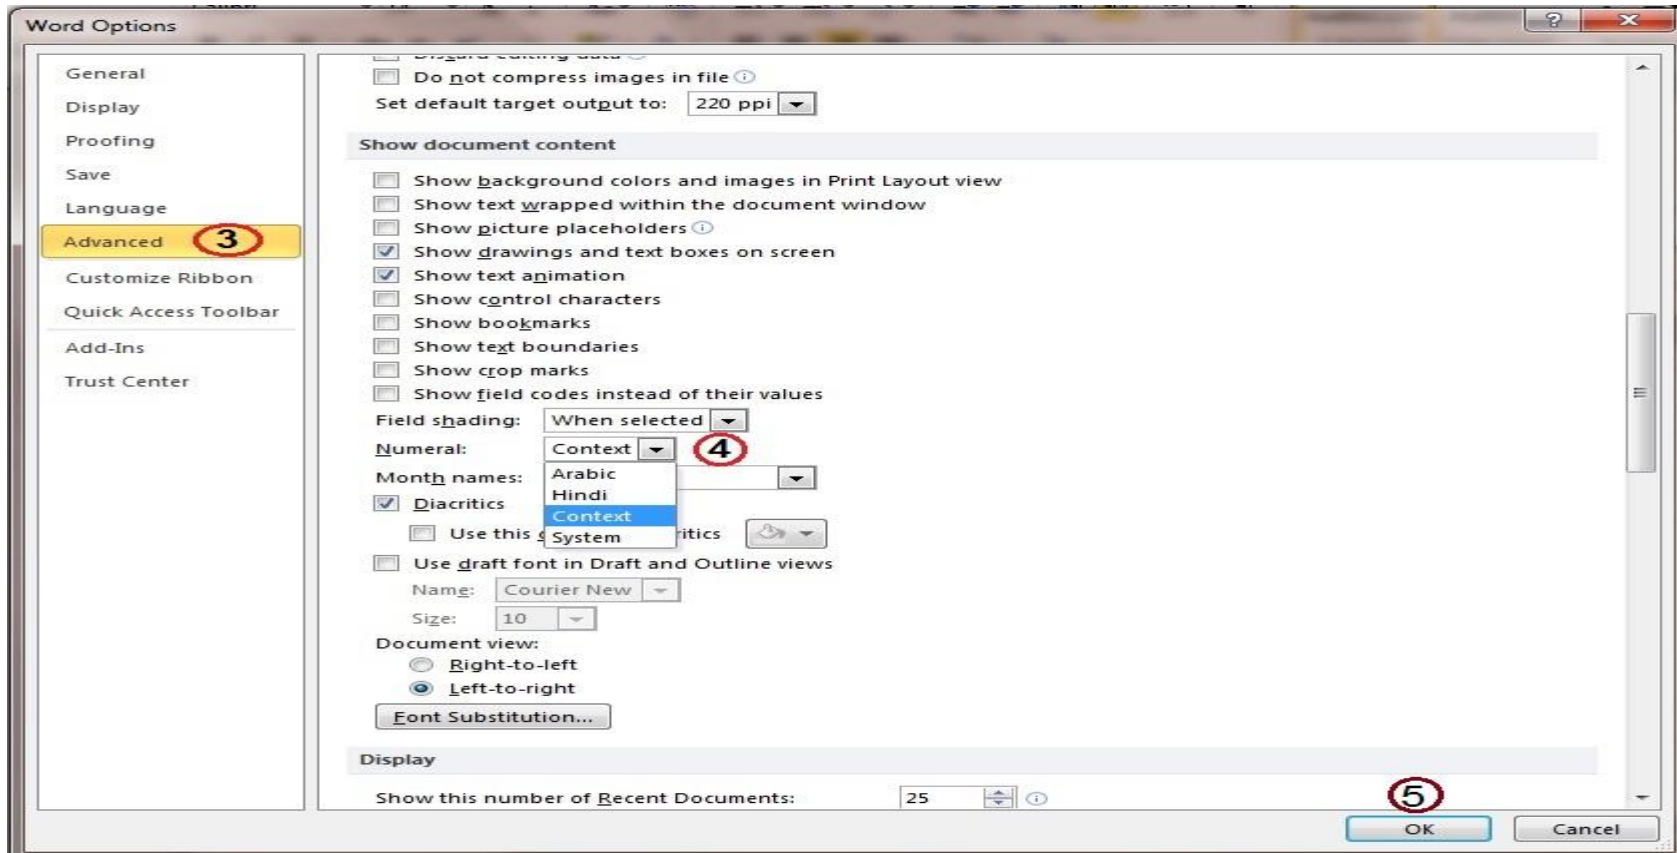 Word Options
General
Display
Proofing
Save
Language
Advanced 3
Customize Ribbon
Quick Access Toolbar
Add-Ins
Trust Center
Discard editing data
Do not compress images in file
Set default target output to: 220 ppi
Show document content
Show background colors and images in Print Layout view
Show text wrapped within the document window
Show picture placeholders
Show drawings and text boxes on screen
Show text animation
Show control characters
Show bookmarks
Show text boundaries
Show crop marks
Show field codes instead of their values
Field shading: When selected
Numeral: Context 4
Arabic
Month names:
Hindi
Diacritics
Context
Use this ritics
System
Use draft font in Draft and Outline views
Name: Courier New
Size: 10
Document view:
Right-to-left
Left-to-right
Font Substitution...
Display
Show this number of Recent Documents: 25
5
OK Cancel